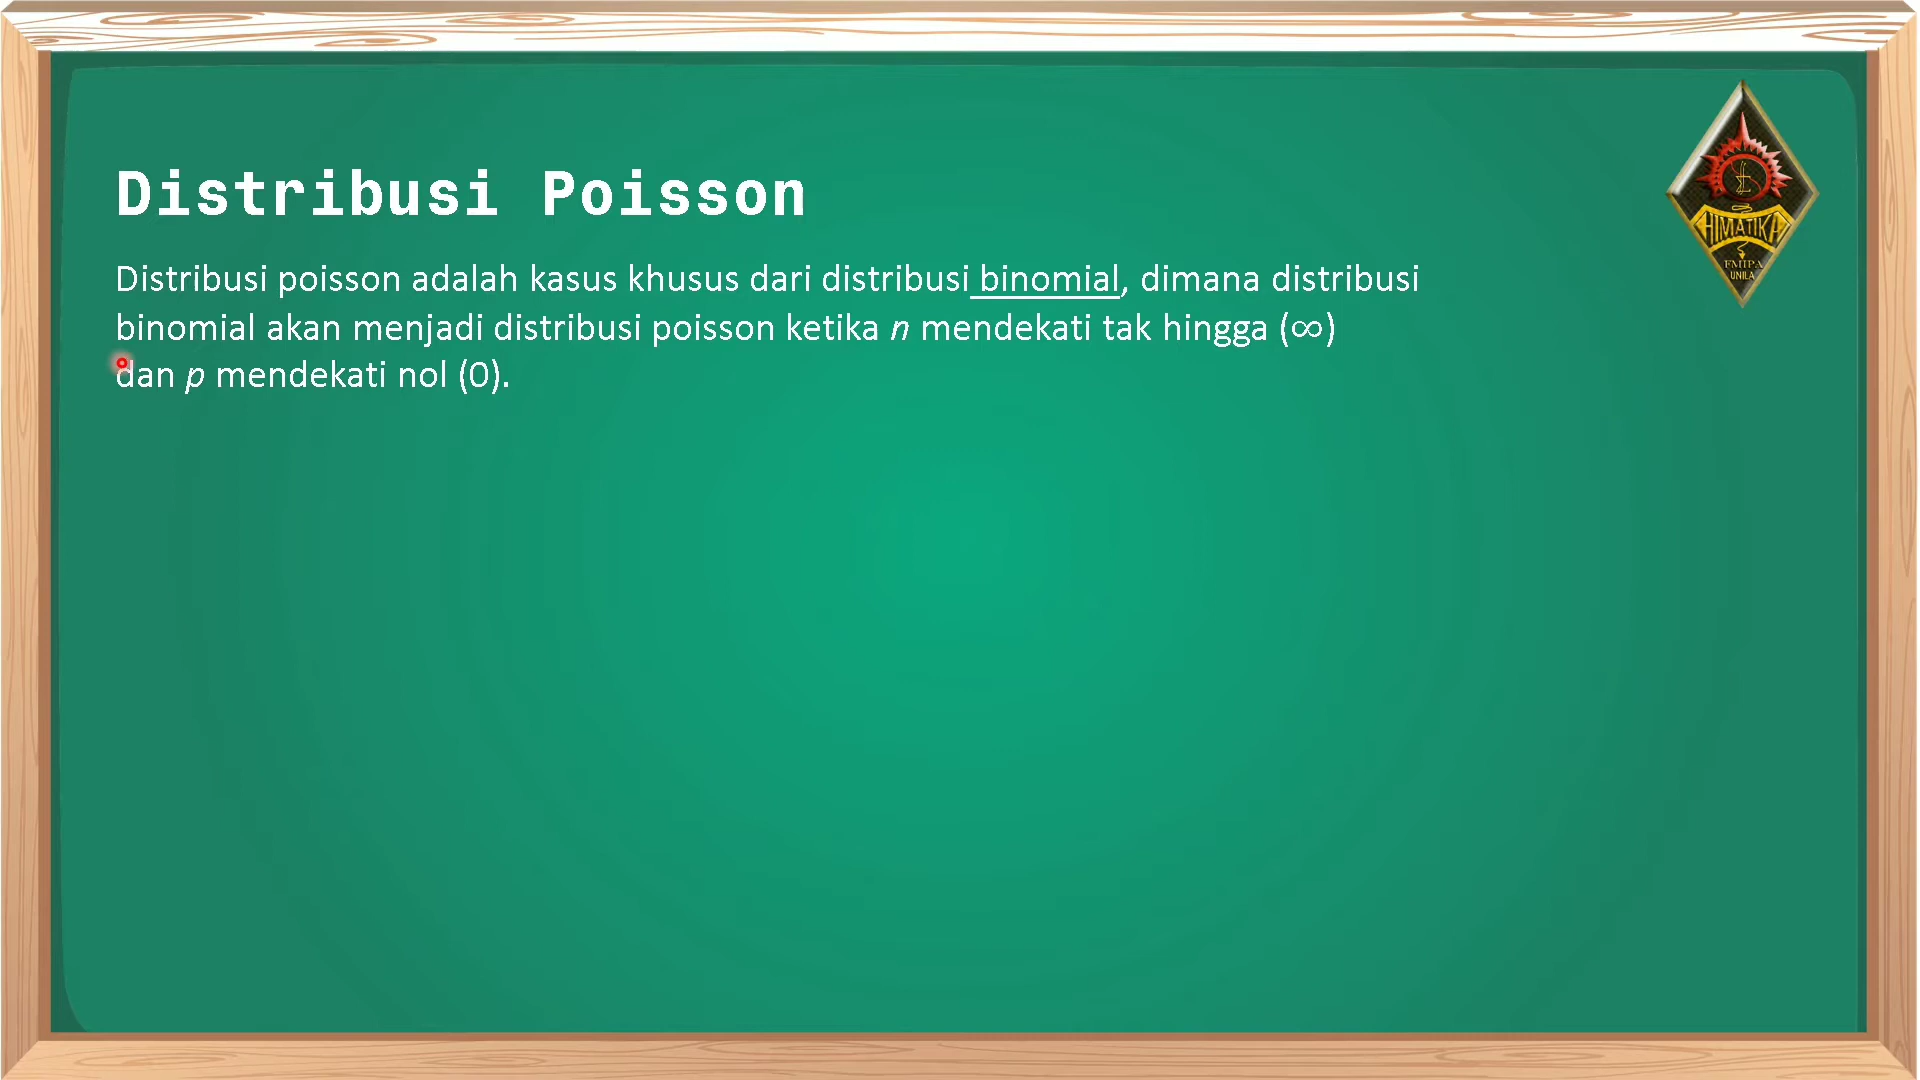 Distribusi Poisson
Distribusi poisson adalah kasus khusus dari distribusi binomial, dimana distribusi
binomial akan menjadi distribusi poisson ketika n mendekati tak hingga (∞)
dan p mendekati nol (0).
HIMATIKA
FMIPA
UNILA